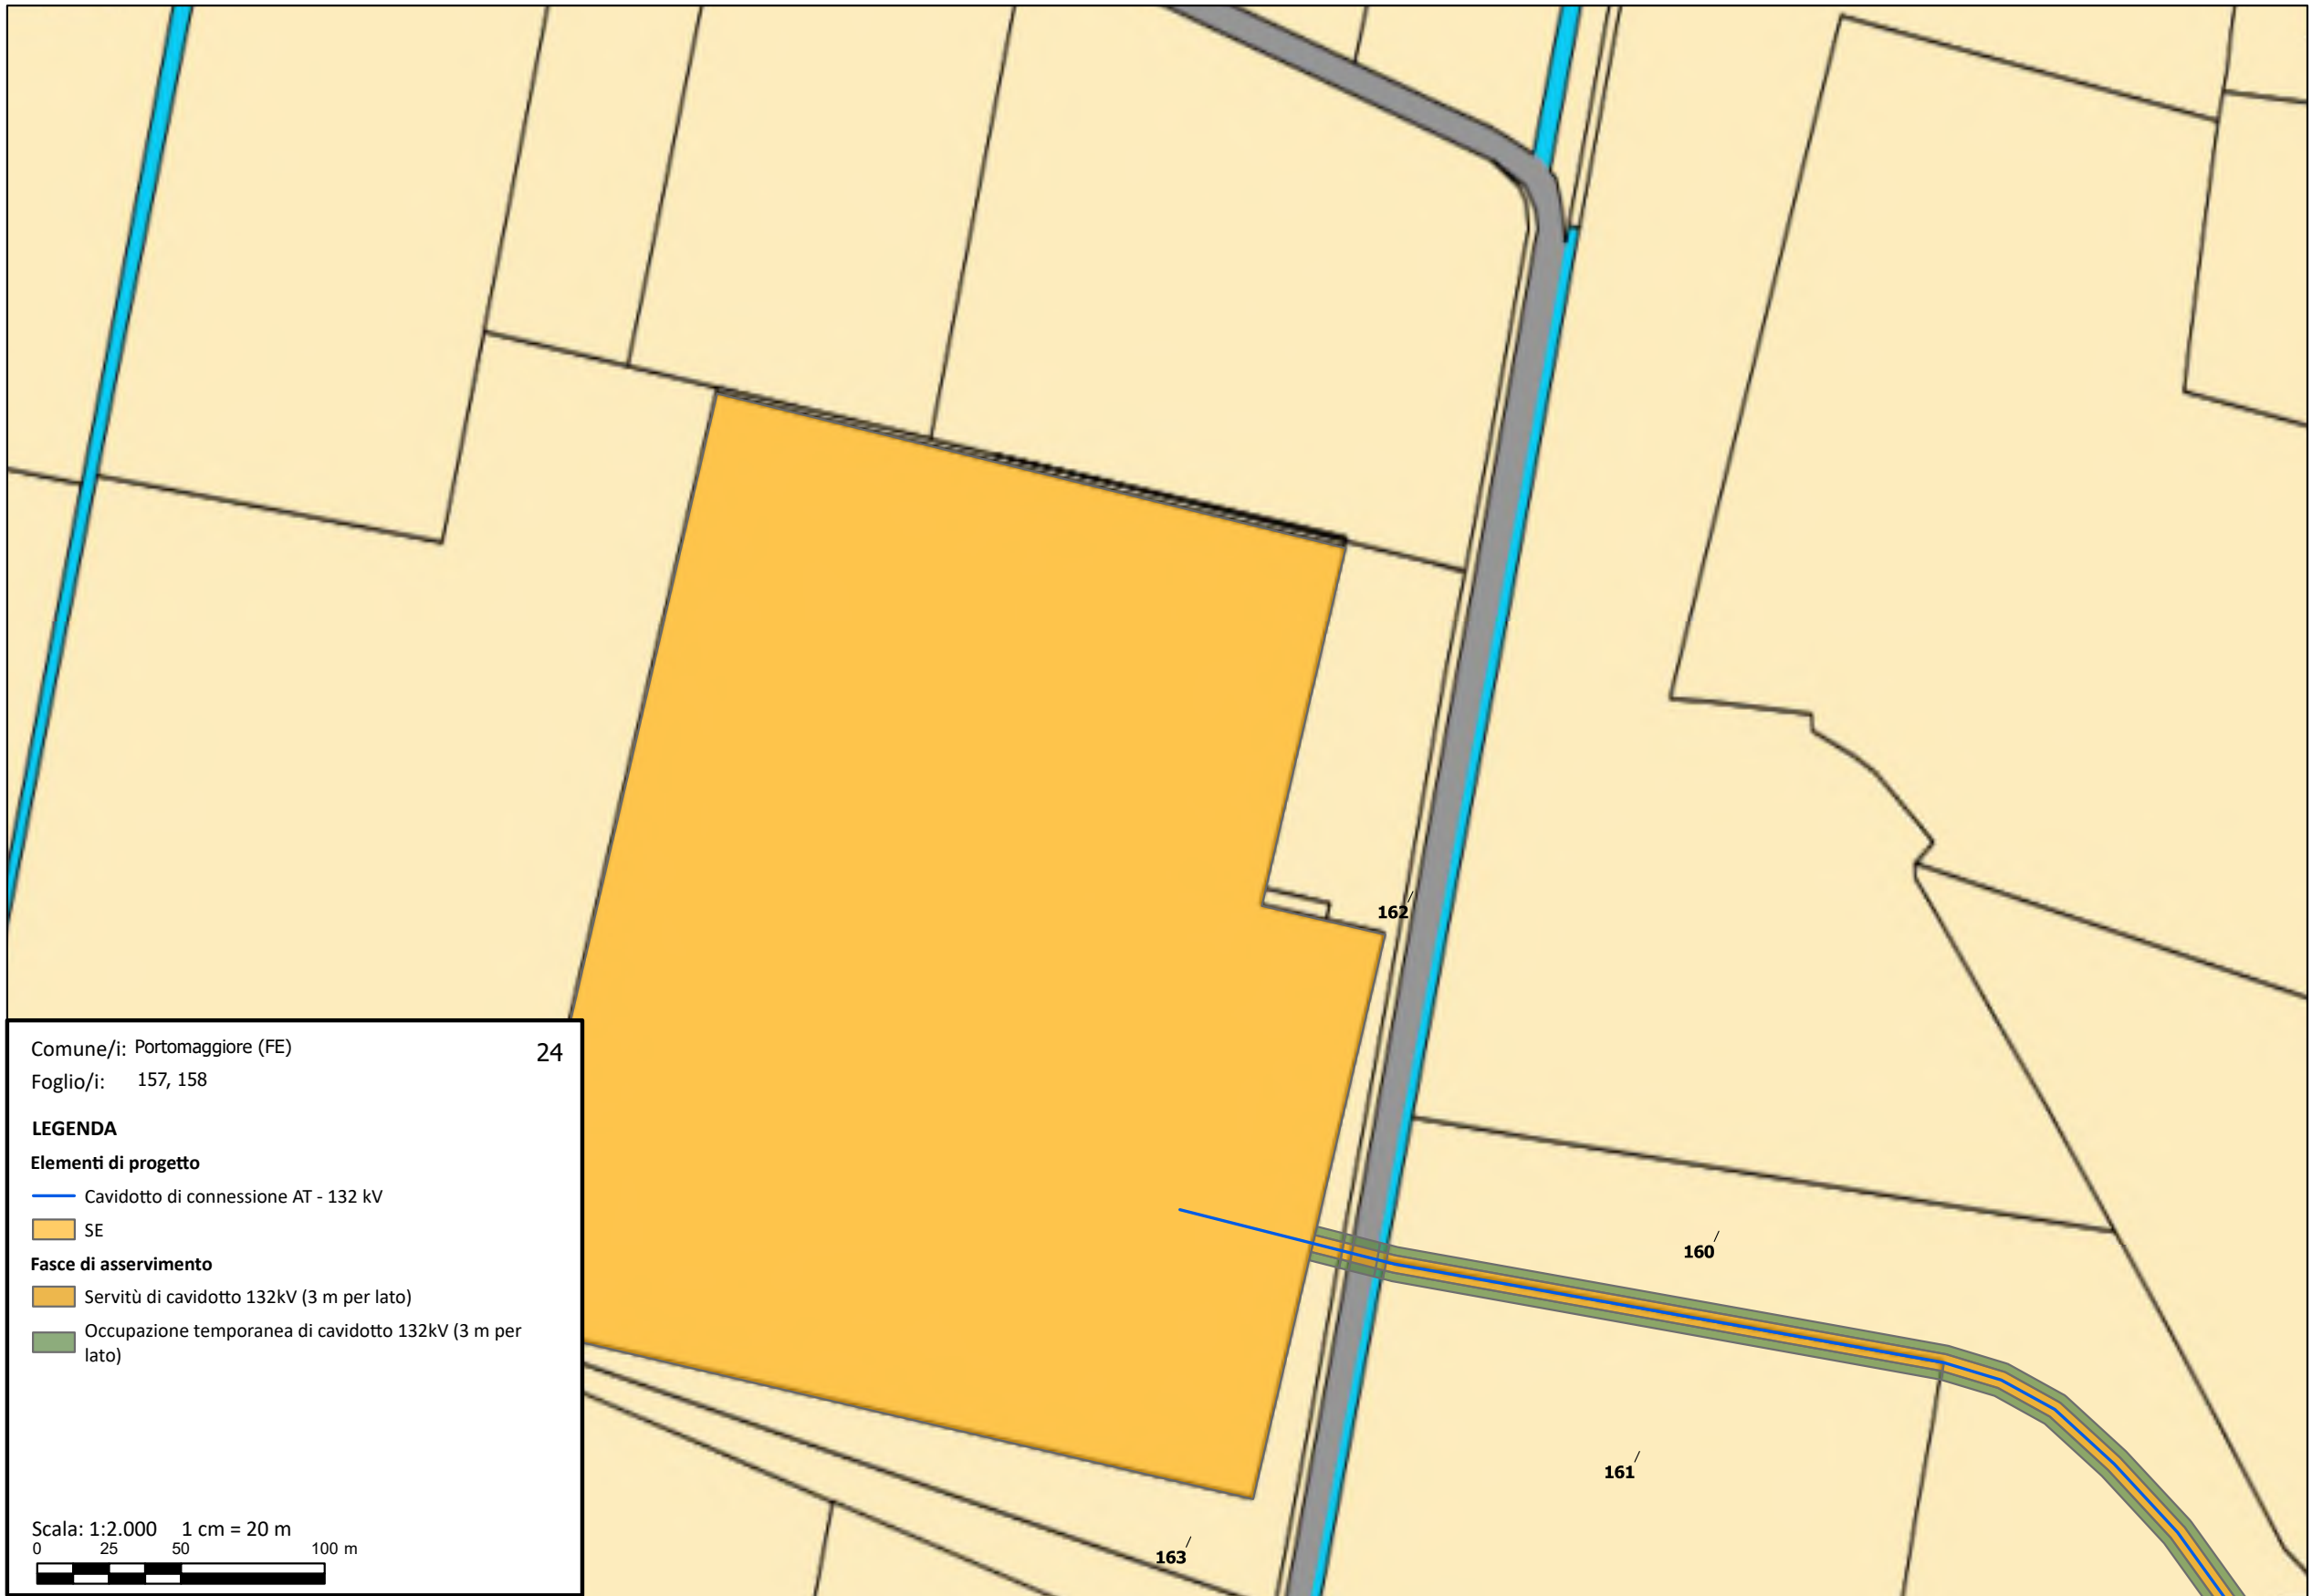 162
160
161
163
Comune/i: Portomaggiore (FE) 24
Foglio/i: 157, 158
LEGENDA
Elementi di progetto
Cavidotto di connessione AT - 132 kV
SE
Fasce di asservimento
Servitù di cavidotto 132kV (3 m per lato)
Occupazione temporanea di cavidotto 132kV (3 m per
lato)
Scala: 1:2.000 1 cm = 20 m
0 25 50 100 m